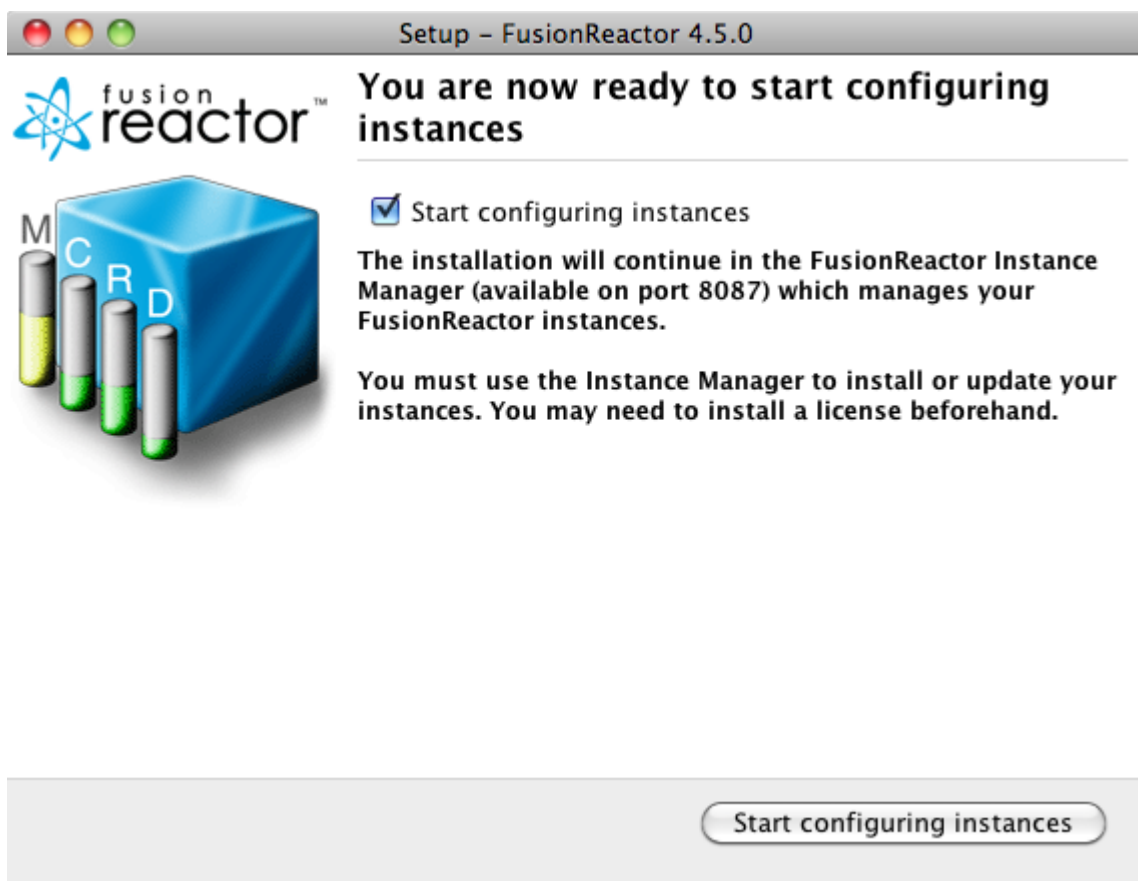 Setup – FusionReactor 4.5.0
fusion
reactor™
You are now ready to start configuring
instances
Start configuring instances
The installation will continue in the FusionReactor Instance
Manager (available on port 8087) which manages your
FusionReactor instances.
You must use the Instance Manager to install or update your
instances. You may need to install a license beforehand.
M
C
R
D
Start configuring instances